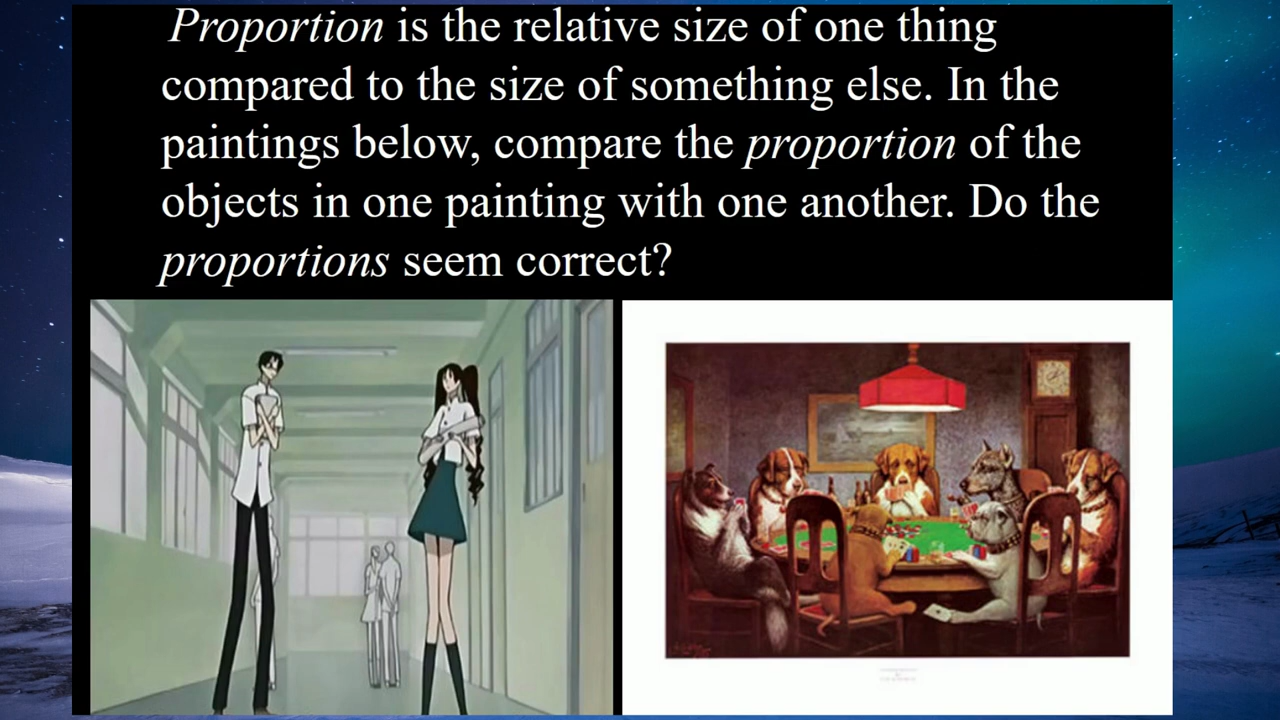 Proportion is the relative size of one thing
compared to the size of something else. In the
paintings below, compare the proportion of the
objects in one painting with one another. Do the
proportions seem correct?